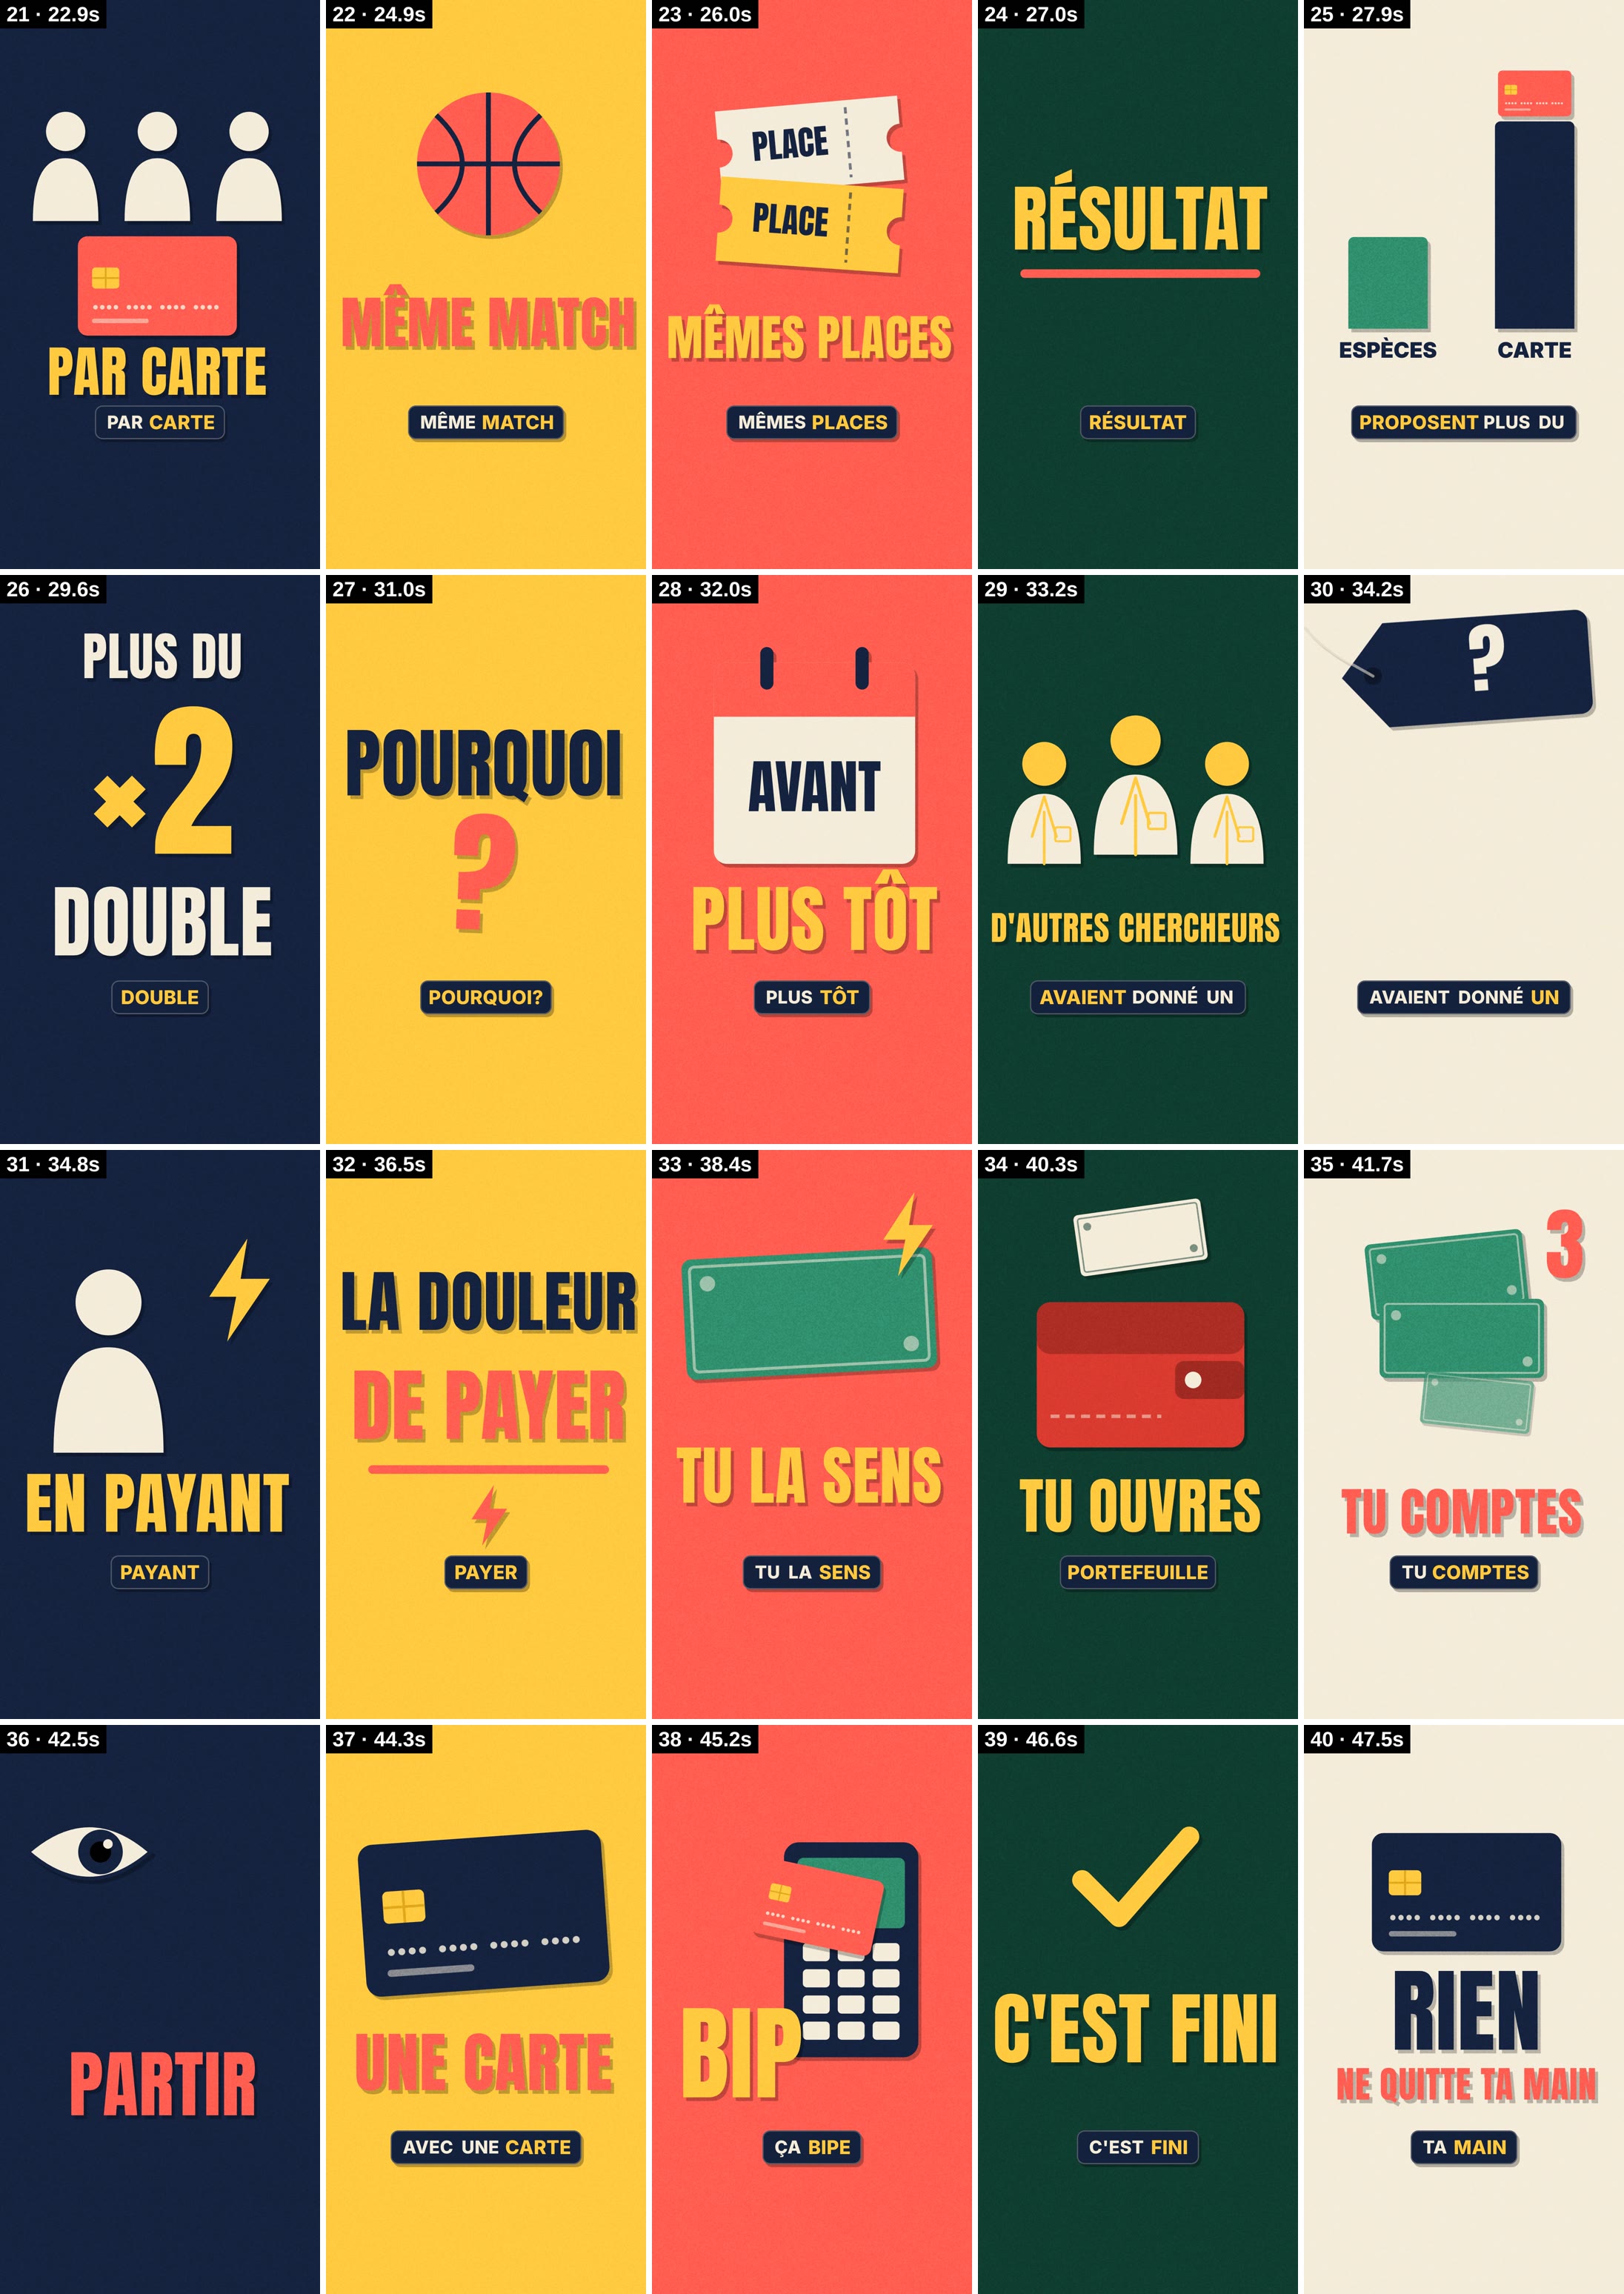 21 · 22.9s
PAR CARTE
PAR CARTE
22 · 24.9s
MÊME MATCH
MÊME MATCH
23 · 26.0s
PLACE
PLACE
MÊMES PLACES
MÊMES PLACES
24 · 27.0s
RÉSULTAT
RÉSULTAT
25 · 27.9s
ESPÈCES
CARTE
PROPOSENT PLUS DU
26 · 29.6s
PLUS DU
×2
DOUBLE
DOUBLE
27 · 31.0s
POURQUOI
?
POURQUOI?
28 · 32.0s
AVANT
PLUS TÔT
PLUS TÔT
29 · 33.2s
D'AUTRES CHERCHEURS
AVAIENT DONNÉ UN
30 · 34.2s
?
AVAIENT DONNÉ UN
31 · 34.8s
EN PAYANT
PAYANT
32 · 36.5s
LA DOULEUR
DE PAYER
PAYER
33 · 38.4s
TU LA SENS
TU LA SENS
34 · 40.3s
TU OUVRES
PORTEFEUILLE
35 · 41.7s
3
TU COMPTES
TU COMPTES
36 · 42.5s
PARTIR
37 · 44.3s
UNE CARTE
AVEC UNE CARTE
38 · 45.2s
BIP
ÇA BIPE
39 · 46.6s
C'EST FINI
C'EST FINI
40 · 47.5s
RIEN
NE QUITTE TA MAIN
TA MAIN